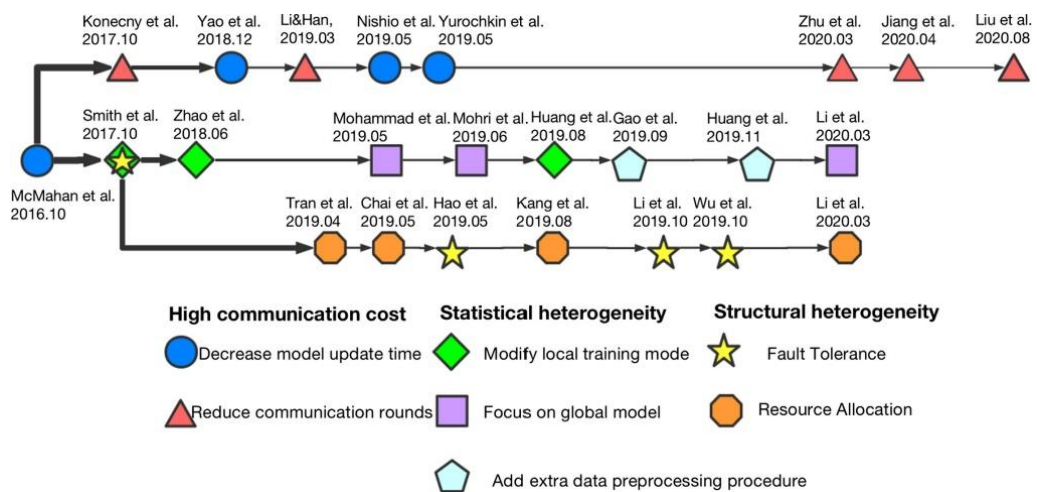 Konecny et al.
2017.10
Yao et al.
2018.12
Li&Han,
2019.03
Nishio et al.
2019.05
Yurochkin et al.
2019.05
Zhu et al.
2020.03
Jiang et al.
2020.04
Liu et al.
2020.08
Smith et al.
2017.10
Zhao et al.
2018.06
Mohammad et al.
2019.05
Mohri et al.
2019.06
Huang et al.
2019.08
Gao et al.
2019.09
Huang et al.
2019.11
Li et al.
2020.03
McMahan et al.
2016.10
Tran et al.
2019.04
Chai et al.
2019.05
Hao et al.
2019.05
Kang et al.
2019.08
Li et al.
2019.10
Wu et al.
2019.10
Li et al.
2020.03
High communication cost
Decrease model update time
Reduce communication rounds
Statistical heterogeneity
Modify local training mode
Focus on global model
Add extra data preprocessing procedure
Structural heterogeneity
Fault Tolerance
Resource Allocation